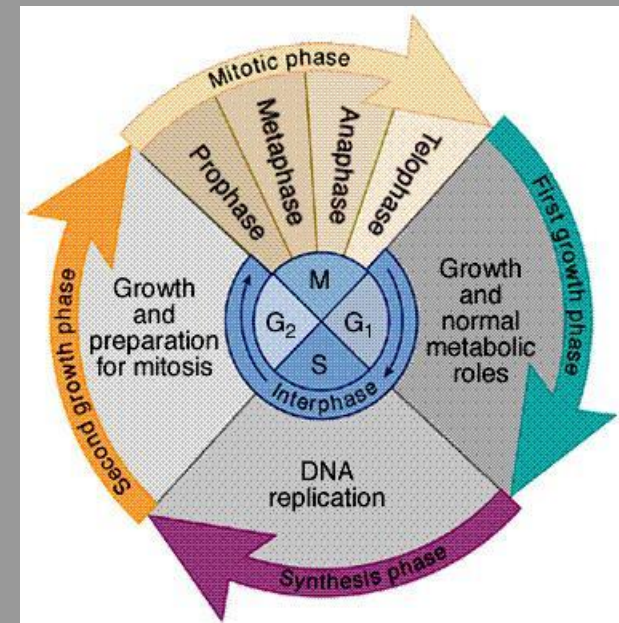 Mitotic phase
Prophase
Metaphase
Anaphase
Telophase
First growth phase
Growth
and
normal
metabolic
roles
Second growth phase
Growth
and
preparation
for mitosis
M
G₂
G₁
S
Interphase
DNA
replication
Synthesis phase